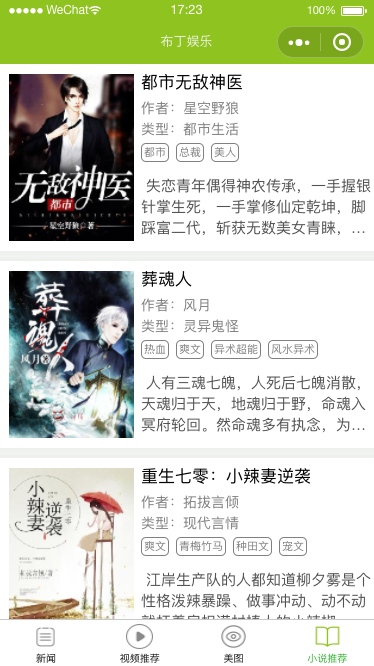 WeChat 17:23 100%
布丁娱乐
都市无敌神医
作者：星空野狼
类型：都市生活
都市 总裁 美人
失恋青年偶得神农传承，一手握银
针掌生死，一手掌修仙定乾坤，脚
踩富二代，斩获无数美女青睐，…
无敌神医
都市
星空野狼 著
葬魂人
作者：风月
类型：灵异鬼怪
热血 爽文 异术超能 风水异术
人有三魂七魄，人死后七魄消散，
天魂归于天，地魂归于野，命魂入
冥府轮回。然命魂多有执念，为…
葬魂人
风月 著
重生七零：小辣妻逆袭
作者：拓拔言倾
类型：现代言情
爽文 青梅竹马 种田文 宠文
江岸生产队的人都知道柳夕雾是个
性格泼辣暴躁、做事冲动、动不动
重生七零
小辣妻
逆袭
新闻 视频推荐 美图 小说推荐